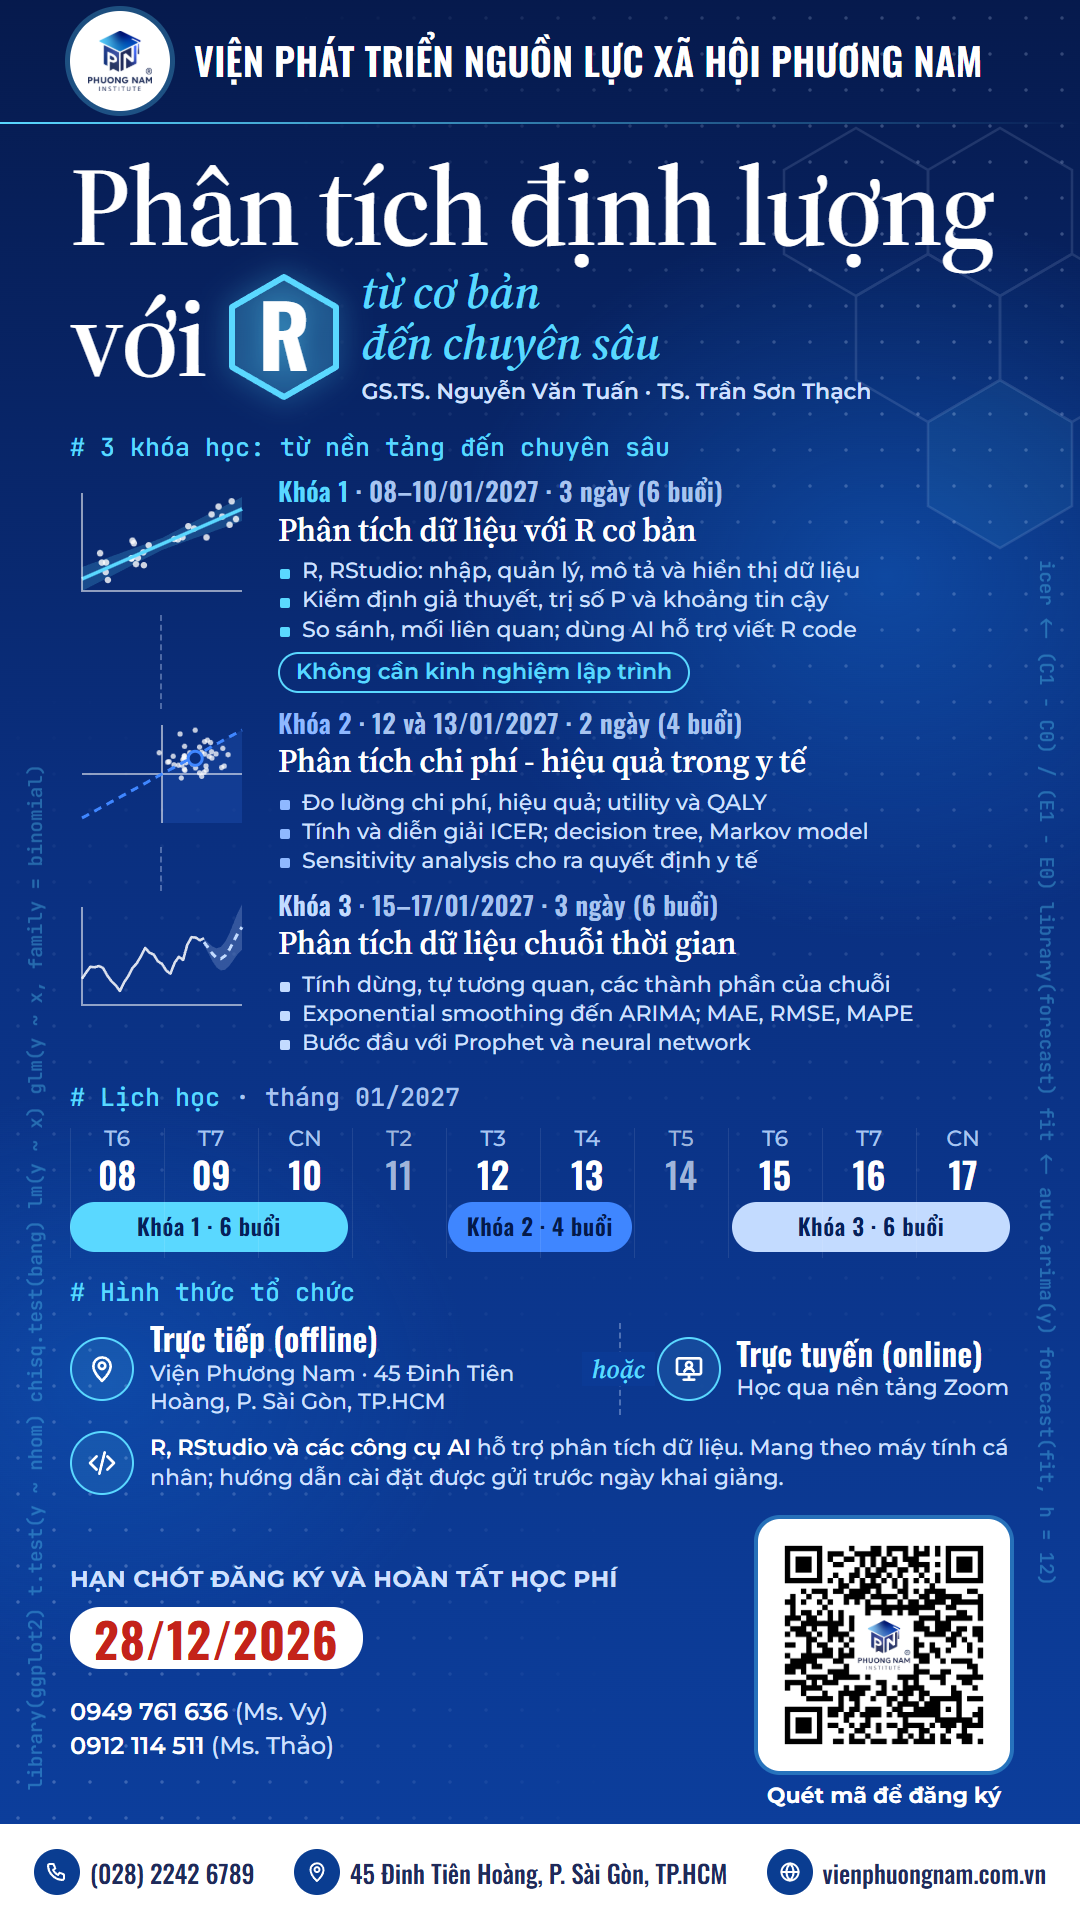 PHUONG NAM
INSTITUTE
VIỆN PHÁT TRIỂN NGUỒN LỰC XÃ HỘI PHƯƠNG NAM
Phân tích định lượng
với R
từ cơ bản
đến chuyên sâu
GS.TS. Nguyễn Văn Tuấn · TS. Trần Sơn Thạch
# 3 khóa học: từ nền tảng đến chuyên sâu
Khóa 1 · 08–10/01/2027 · 3 ngày (6 buổi)
Phân tích dữ liệu với R cơ bản
R, RStudio: nhập, quản lý, mô tả và hiển thị dữ liệu
Kiểm định giả thuyết, trị số P và khoảng tin cậy
So sánh, mối liên quan; dùng AI hỗ trợ viết R code
Không cần kinh nghiệm lập trình
Khóa 2 · 12 và 13/01/2027 · 2 ngày (4 buổi)
Phân tích chi phí - hiệu quả trong y tế
Đo lường chi phí, hiệu quả; utility và QALY
Tính và diễn giải ICER; decision tree, Markov model
Sensitivity analysis cho ra quyết định y tế
Khóa 3 · 15–17/01/2027 · 3 ngày (6 buổi)
Phân tích dữ liệu chuỗi thời gian
Tính dừng, tự tương quan, các thành phần của chuỗi
Exponential smoothing đến ARIMA; MAE, RMSE, MAPE
Bước đầu với Prophet và neural network
# Lịch học · tháng 01/2027
T6 T7 CN T2 T3 T4 T5 T6 T7 CN
08 09 10 11 12 13 14 15 16 17
Khóa 1 · 6 buổi Khóa 2 · 4 buổi Khóa 3 · 6 buổi
# Hình thức tổ chức
Trực tiếp (offline)
Viện Phương Nam · 45 Đinh Tiên
Hoàng, P. Sài Gòn, TP.HCM
hoặc
Trực tuyến (online)
Học qua nền tảng Zoom
R, RStudio và các công cụ AI hỗ trợ phân tích dữ liệu. Mang theo máy tính cá
nhân; hướng dẫn cài đặt được gửi trước ngày khai giảng.
HẠN CHÓT ĐĂNG KÝ VÀ HOÀN TẤT HỌC PHÍ
28/12/2026
0949 761 636 (Ms. Vy)
0912 114 511 (Ms. Thảo)
PHUONG NAM
INSTITUTE
Quét mã để đăng ký
library(ggplot2) t.test(y ~ nhom) chisq.test(bang) lm(y ~ x) glm(y ~ x, family = binomial)
icer ← (C1 - C0) / (E1 - E0) library(forecast) fit ← auto.arima(y) forecast(fit, h = 12)
(028) 2242 6789
45 Đinh Tiên Hoàng, P. Sài Gòn, TP.HCM
vienphuongnam.com.vn